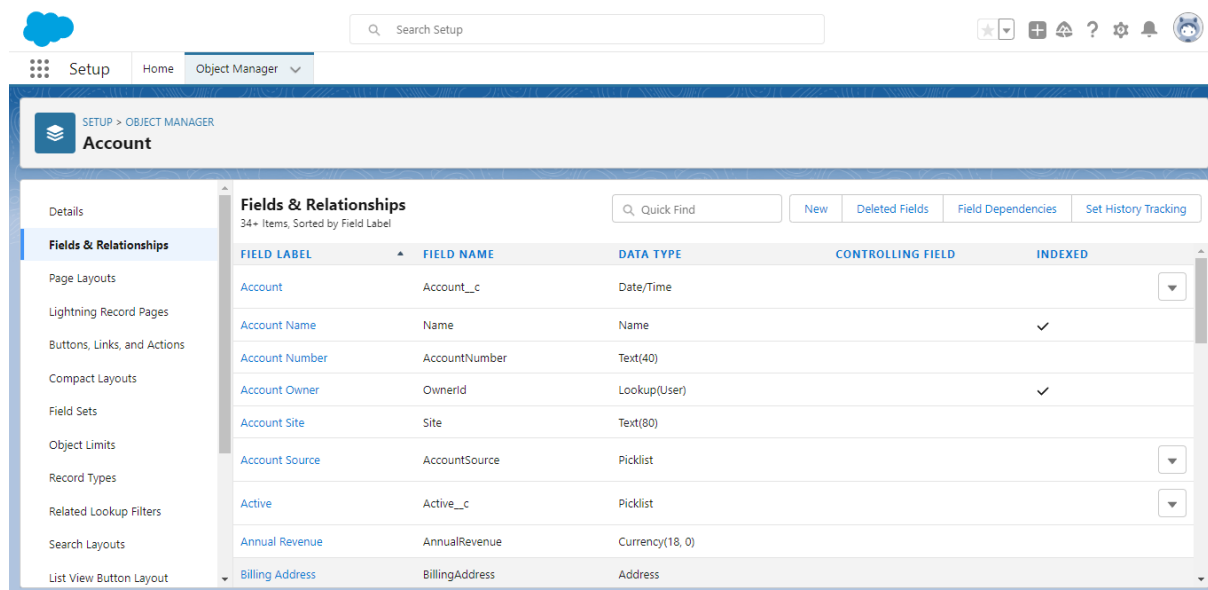 Search Setup
Setup Home Object Manager
SETUP > OBJECT MANAGER
Account
Details
Fields & Relationships
Page Layouts
Lightning Record Pages
Buttons, Links, and Actions
Compact Layouts
Field Sets
Object Limits
Record Types
Related Lookup Filters
Search Layouts
List View Button Layout
Fields & Relationships
34+ Items, Sorted by Field Label
Quick Find New Deleted Fields Field Dependencies Set History Tracking
FIELD LABEL FIELD NAME DATA TYPE CONTROLLING FIELD INDEXED
Account Account__c Date/Time
Account Name Name Name
Account Number AccountNumber Text(40)
Account Owner OwnerId Lookup(User)
Account Site Site Text(80)
Account Source AccountSource Picklist
Active Active__c Picklist
Annual Revenue AnnualRevenue Currency(18, 0)
Billing Address BillingAddress Address